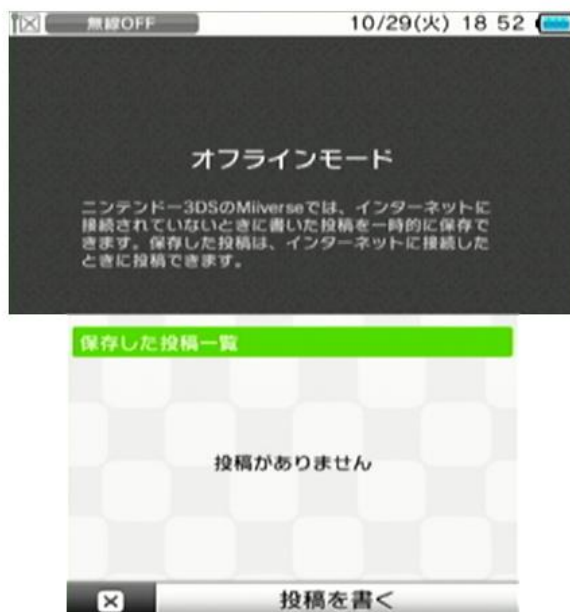 無線OFF 10/29(火) 18 52
オフラインモード
ニンテンドー3DSのMiiverseでは、インターネットに
接続されていないときに書いた投稿を一時的に保存で
きます。保存した投稿は、インターネットに接続した
ときに投稿できます。
保存した投稿一覧
投稿がありません
投稿を書く